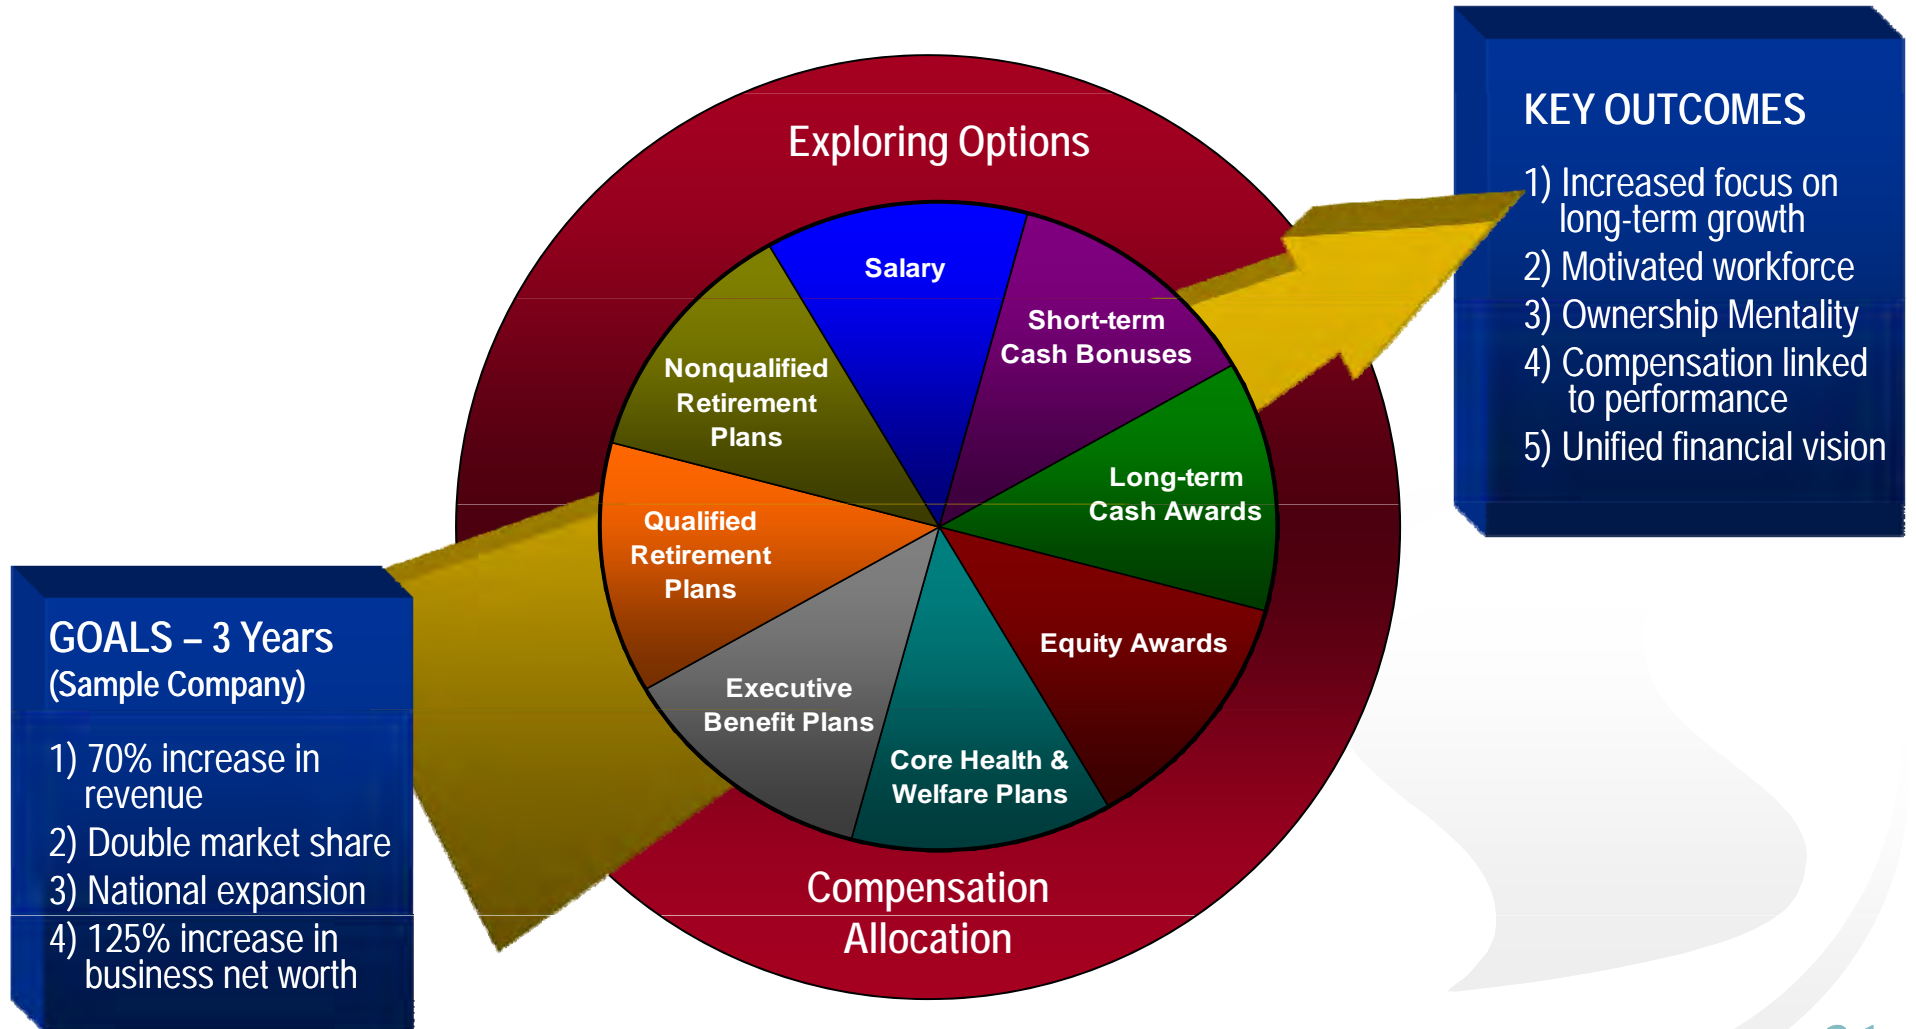 Exploring Options
Salary
Short-term
Cash Bonuses
Long-term
Cash Awards
Equity Awards
Core Health &
Welfare Plans
Executive
Benefit Plans
Qualified
Retirement
Plans
Nonqualified
Retirement
Plans
Compensation
Allocation
GOALS – 3 Years
(Sample Company)
1) 70% increase in
revenue
2) Double market share
3) National expansion
4) 125% increase in
business net worth
KEY OUTCOMES
1) Increased focus on
long-term growth
2) Motivated workforce
3) Ownership Mentality
4) Compensation linked
to performance
5) Unified financial vision